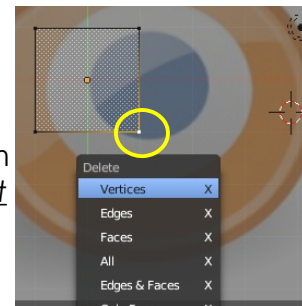 n
t
Delete
Vertices X
Edges X
Faces X
All X
Edges & Faces X